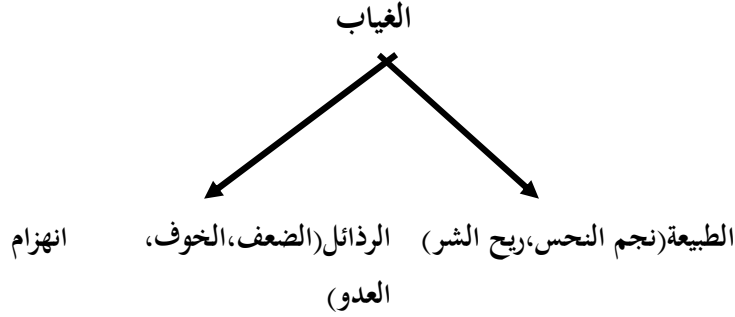 الغياب
الطبيعة(نجم النحس،ريح الشر) الرذائل(الضعف،الخوف، انهزام
العدو)